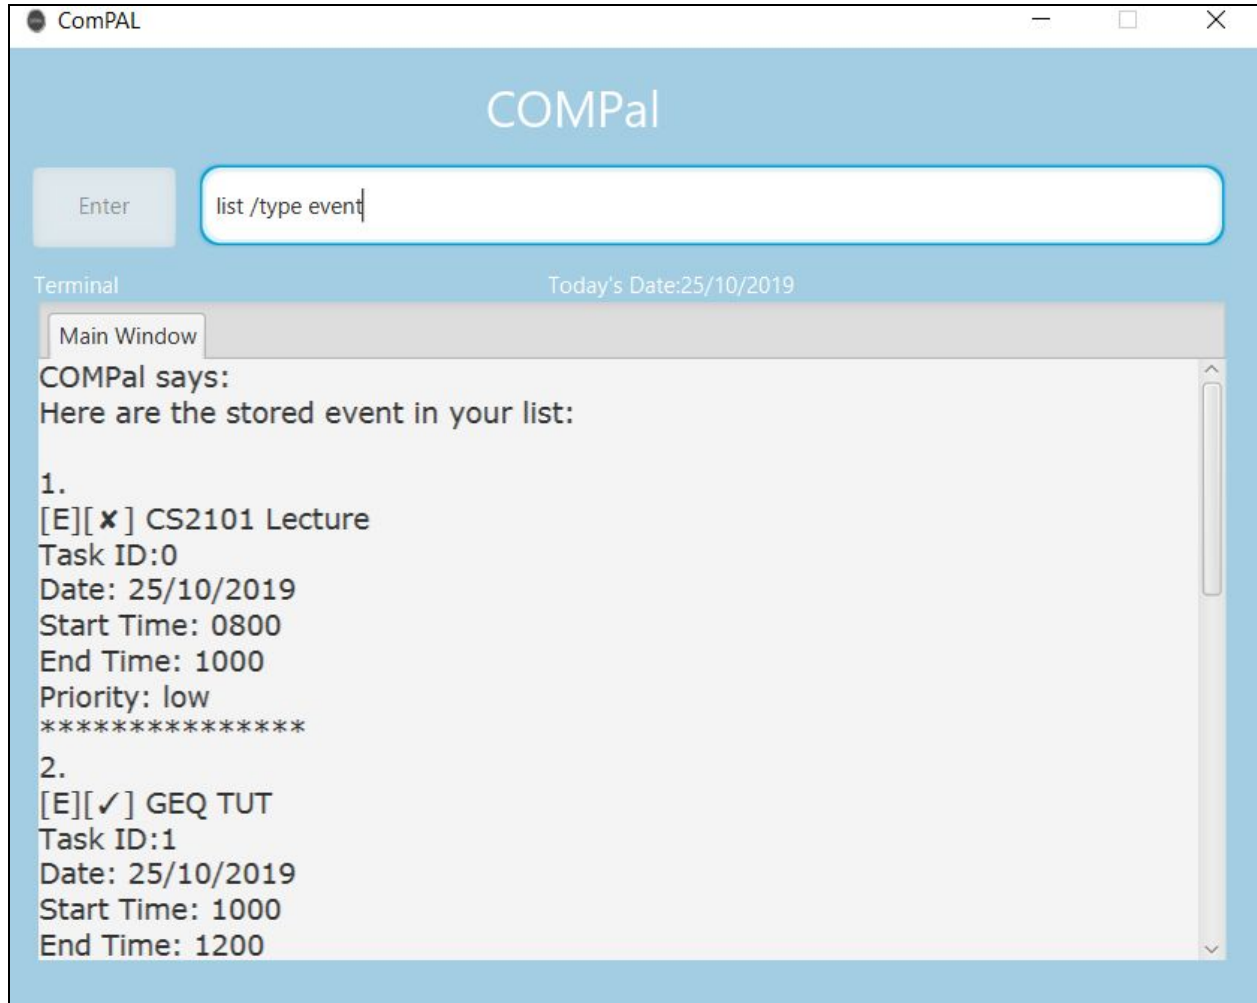 ComPAL
COMPal
Enter
list /type event
Terminal
Today's Date:25/10/2019
Main Window
COMPal says:
Here are the stored event in your list:
1.
[E][✘] CS2101 Lecture
Task ID:0
Date: 25/10/2019
Start Time: 0800
End Time: 1000
Priority: low
***************
2.
[E][✓] GEQ TUT
Task ID:1
Date: 25/10/2019
Start Time: 1000
End Time: 1200